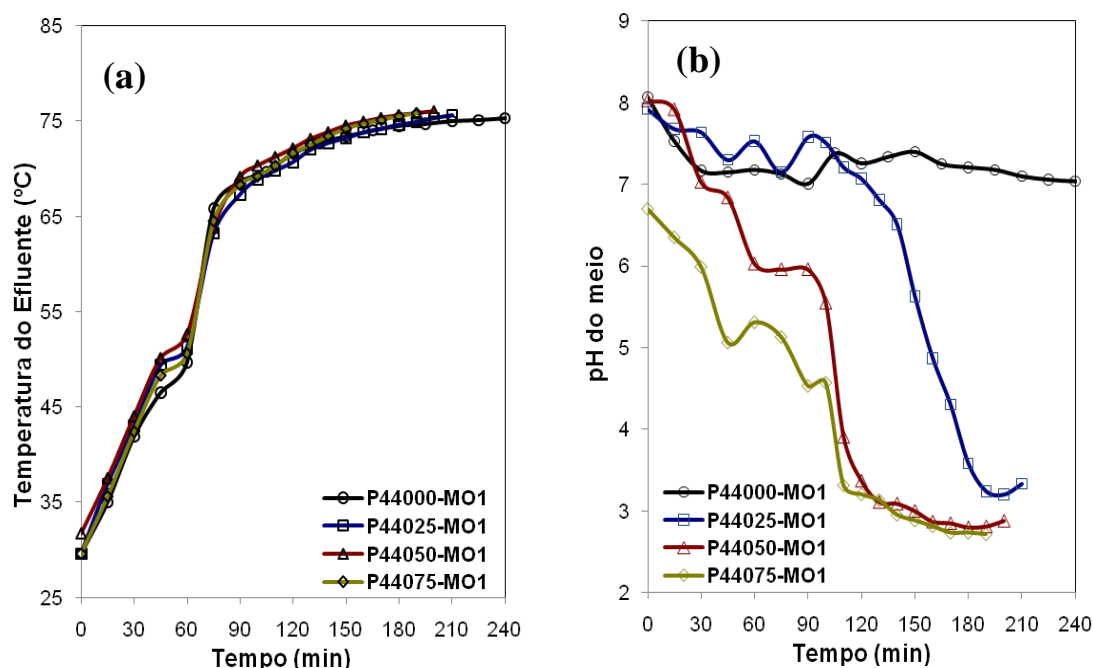 (a)
Temperatura do Efluente (°C)
85
75
65
55
45
35
25
0 30 60 90 120 150 180 210 240
Tempo (min)
P44000-MO1
P44025-MO1
P44050-MO1
P44075-MO1
(b)
pH do meio
9
8
7
6
5
4
3
2
0 30 60 90 120 150 180 210 240
Tempo (min)
P44000-MO1
P44025-MO1
P44050-MO1
P44075-MO1